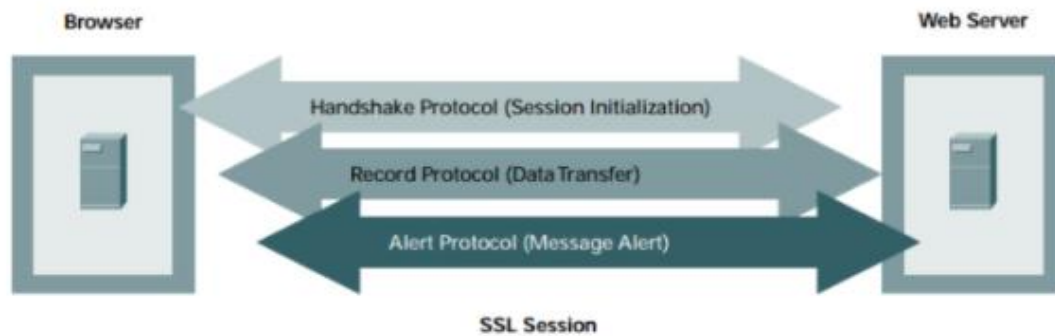 Browser
Web Server
Handshake Protocol (Session Initialization)
Record Protocol (Data Transfer)
Alert Protocol (Message Alert)
SSL Session